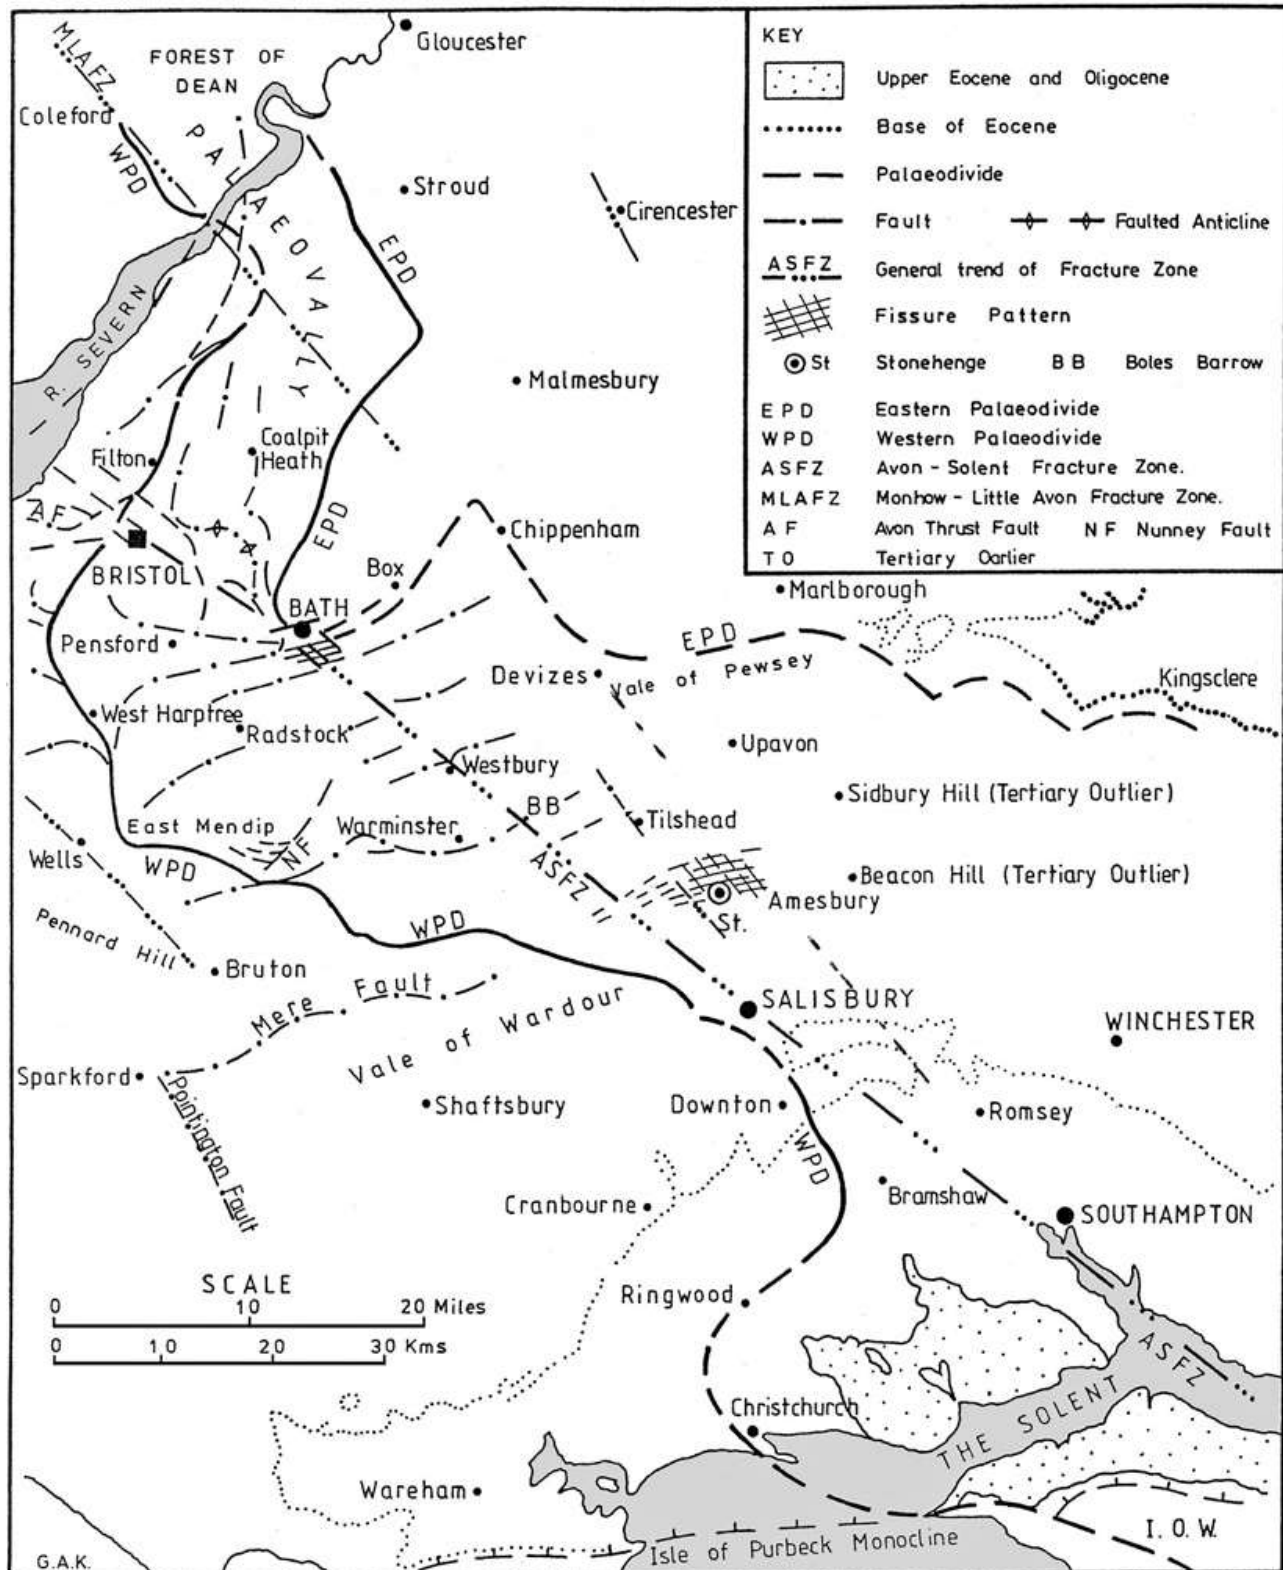 MLAFZ
FOREST OF
DEAN
Gloucester
Coleford
WPD
PALAEOVALLY
Stroud
EPD
Cirencester
R. SEVERN
Malmesbury
Filton
Coalpit
Heath
AF
EPD
Chippenham
BRISTOL
Box
BATH
Marlborough
Pensford
EPD
Devizes
Vale of Pewsey
Kingsclere
West Harptree
Radstock
Upavon
Westbury
BB
Sidbury Hill (Tertiary Outlier)
Tilshead
East Mendip
NF
Warminster
Wells
WPD
ASFZ
Beacon Hill (Tertiary Outlier)
Amesbury
St.
Pennard Hill
WPD
Bruton
Mere Fault
Vale of Wardour
SALISBURY
WINCHESTER
Sparkford
Pointington Fault
Shaftsbury
Downton
Romsey
WPD
Cranbourne
Bramshaw
SOUTHAMPTON
SCALE
0 10 20 Miles
0 10 20 30 Kms
Ringwood
ASFZ
Christchurch
THE SOLENT
Wareham
I.O.W.
Isle of Purbeck Monocline
G.A.K.
KEY
Upper Eocene and Oligocene
Base of Eocene
Palaeodivide
Fault Faulted Anticline
ASFZ General trend of Fracture Zone
Fissure Pattern
St Stonehenge BB Boles Barrow
EPD Eastern Palaeodivide
WPD Western Palaeodivide
ASFZ Avon - Solent Fracture Zone.
MLAFZ Monhow - Little Avon Fracture Zone.
AF Avon Thrust Fault NF Nunney Fault
TO Tertiary Oarlier